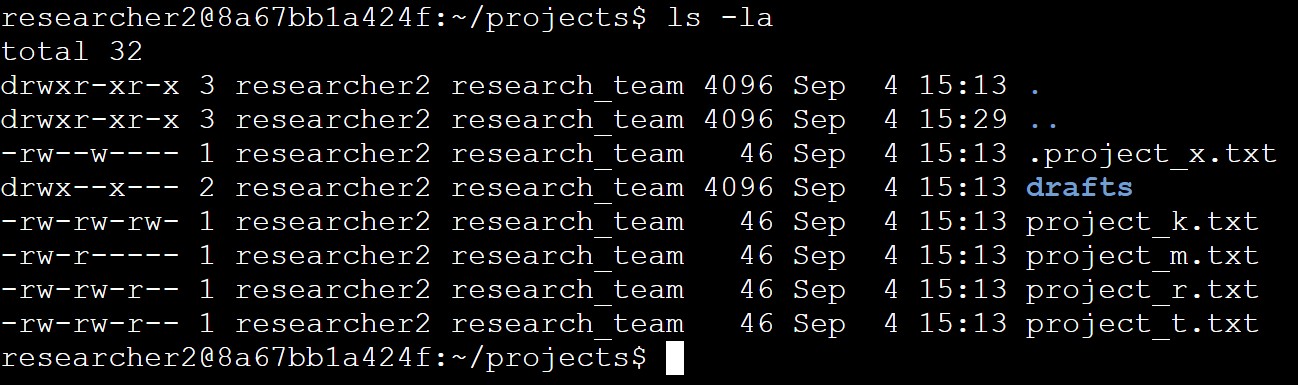 researcher2@8a67bb1a424f:~/projects$ ls -la
total 32
drwxr-xr-x 3 researcher2 research_team 4096 Sep  4 15:13 .
drwxr-xr-x 3 researcher2 research_team 4096 Sep  4 15:29 ..
-rw--w---- 1 researcher2 research_team   46 Sep  4 15:13 .project_x.txt
drwx--x--- 2 researcher2 research_team 4096 Sep  4 15:13 drafts
-rw-rw-rw- 1 researcher2 research_team   46 Sep  4 15:13 project_k.txt
-rw-r----- 1 researcher2 research_team   46 Sep  4 15:13 project_m.txt
-rw-rw-r-- 1 researcher2 research_team   46 Sep  4 15:13 project_r.txt
-rw-rw-r-- 1 researcher2 research_team   46 Sep  4 15:13 project_t.txt
researcher2@8a67bb1a424f:~/projects$